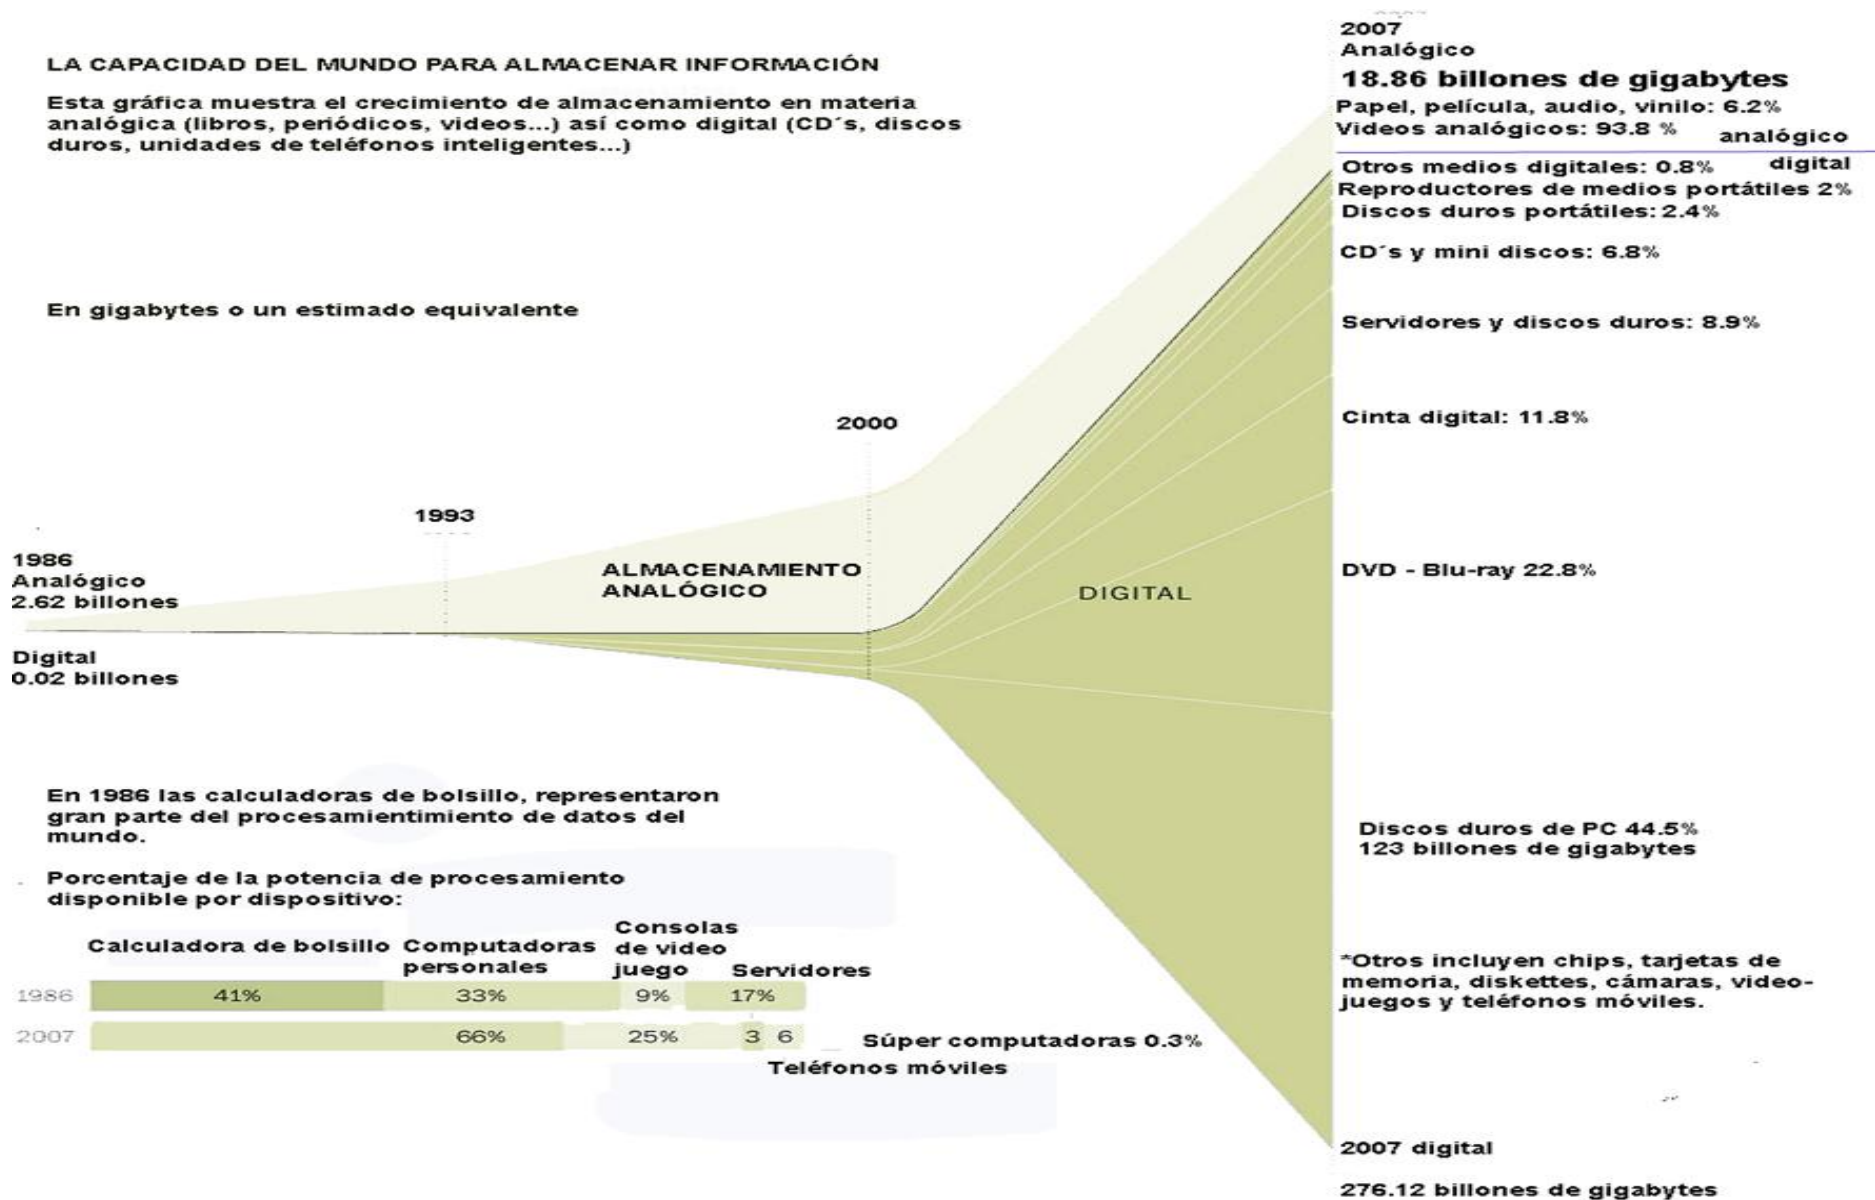 LA CAPACIDAD DEL MUNDO PARA ALMACENAR INFORMACIÓN
Esta gráfica muestra el crecimiento de almacenamiento en materia
analógica (libros, periódicos, videos...) así como digital (CD´s, discos
duros, unidades de teléfonos inteligentes...)
En gigabytes o un estimado equivalente
1986
Analógico
2.62 billones
Digital
0.02 billones
1993
2000
ALMACENAMIENTO
ANALÓGICO
DIGITAL
2007
Analógico
18.86 billones de gigabytes
Papel, película, audio, vinilo: 6.2%
Videos analógicos: 93.8 %
analógico
digital
Otros medios digitales: 0.8%
Reproductores de medios portátiles 2%
Discos duros portátiles: 2.4%
CD´s y mini discos: 6.8%
Servidores y discos duros: 8.9%
Cinta digital: 11.8%
DVD - Blu-ray 22.8%
Discos duros de PC 44.5%
123 billones de gigabytes
*Otros incluyen chips, tarjetas de
memoria, diskettes, cámaras, video-
juegos y teléfonos móviles.
2007 digital
276.12 billones de gigabytes
En 1986 las calculadoras de bolsillo, representaron
gran parte del procesamientimiento de datos del
mundo.
Porcentaje de la potencia de procesamiento
disponible por dispositivo:
Calculadora de bolsillo
Computadoras
personales
Consolas
de video
juego
Servidores
1986 41% 33% 9% 17%
2007 66% 25% 3 6
Súper computadoras 0.3%
Teléfonos móviles